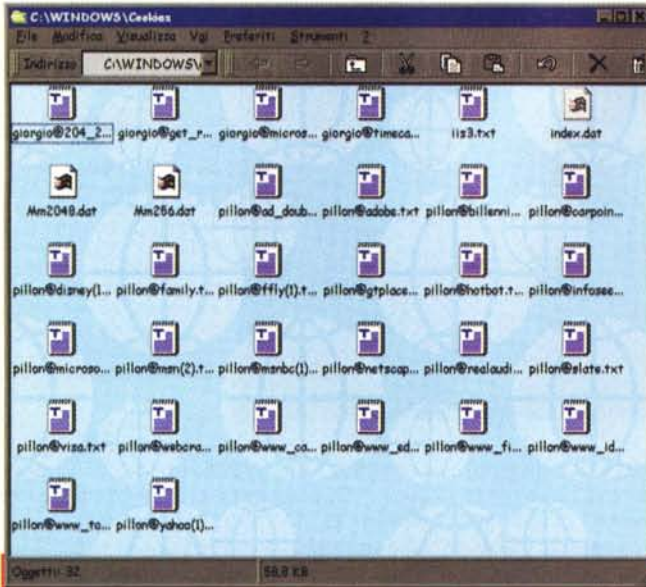 C:\WINDOWS\Cookies
File Modifica Visualizza Vai Preferiti Strumenti ?
Indirizzo C:\WINDOWS\
giorgio@204_2... giorgio@get_r... giorgio@micros... giorgio@timeca... iis3.txt index.dat
Mm2048.dat Mm256.dat pillon@ad_doub... pillon@adobe.txt pillon@billenni... pillon@carpoin...
pillon@disney(1... pillon@family.t... pillon@ffly(1).t... pillon@gtplace... pillon@hotbot.t... pillon@infosee...
pillon@microso... pillon@msn(2).t... pillon@msnbc(1)... pillon@netscap... pillon@realaudi... pillon@slate.txt
pillon@visa.txt pillon@webcra... pillon@www_ca... pillon@www_ed... pillon@www_fi... pillon@www_id...
pillon@www_ta... pillon@yahoo(1)...
Oggetti: 32 58,8 KB